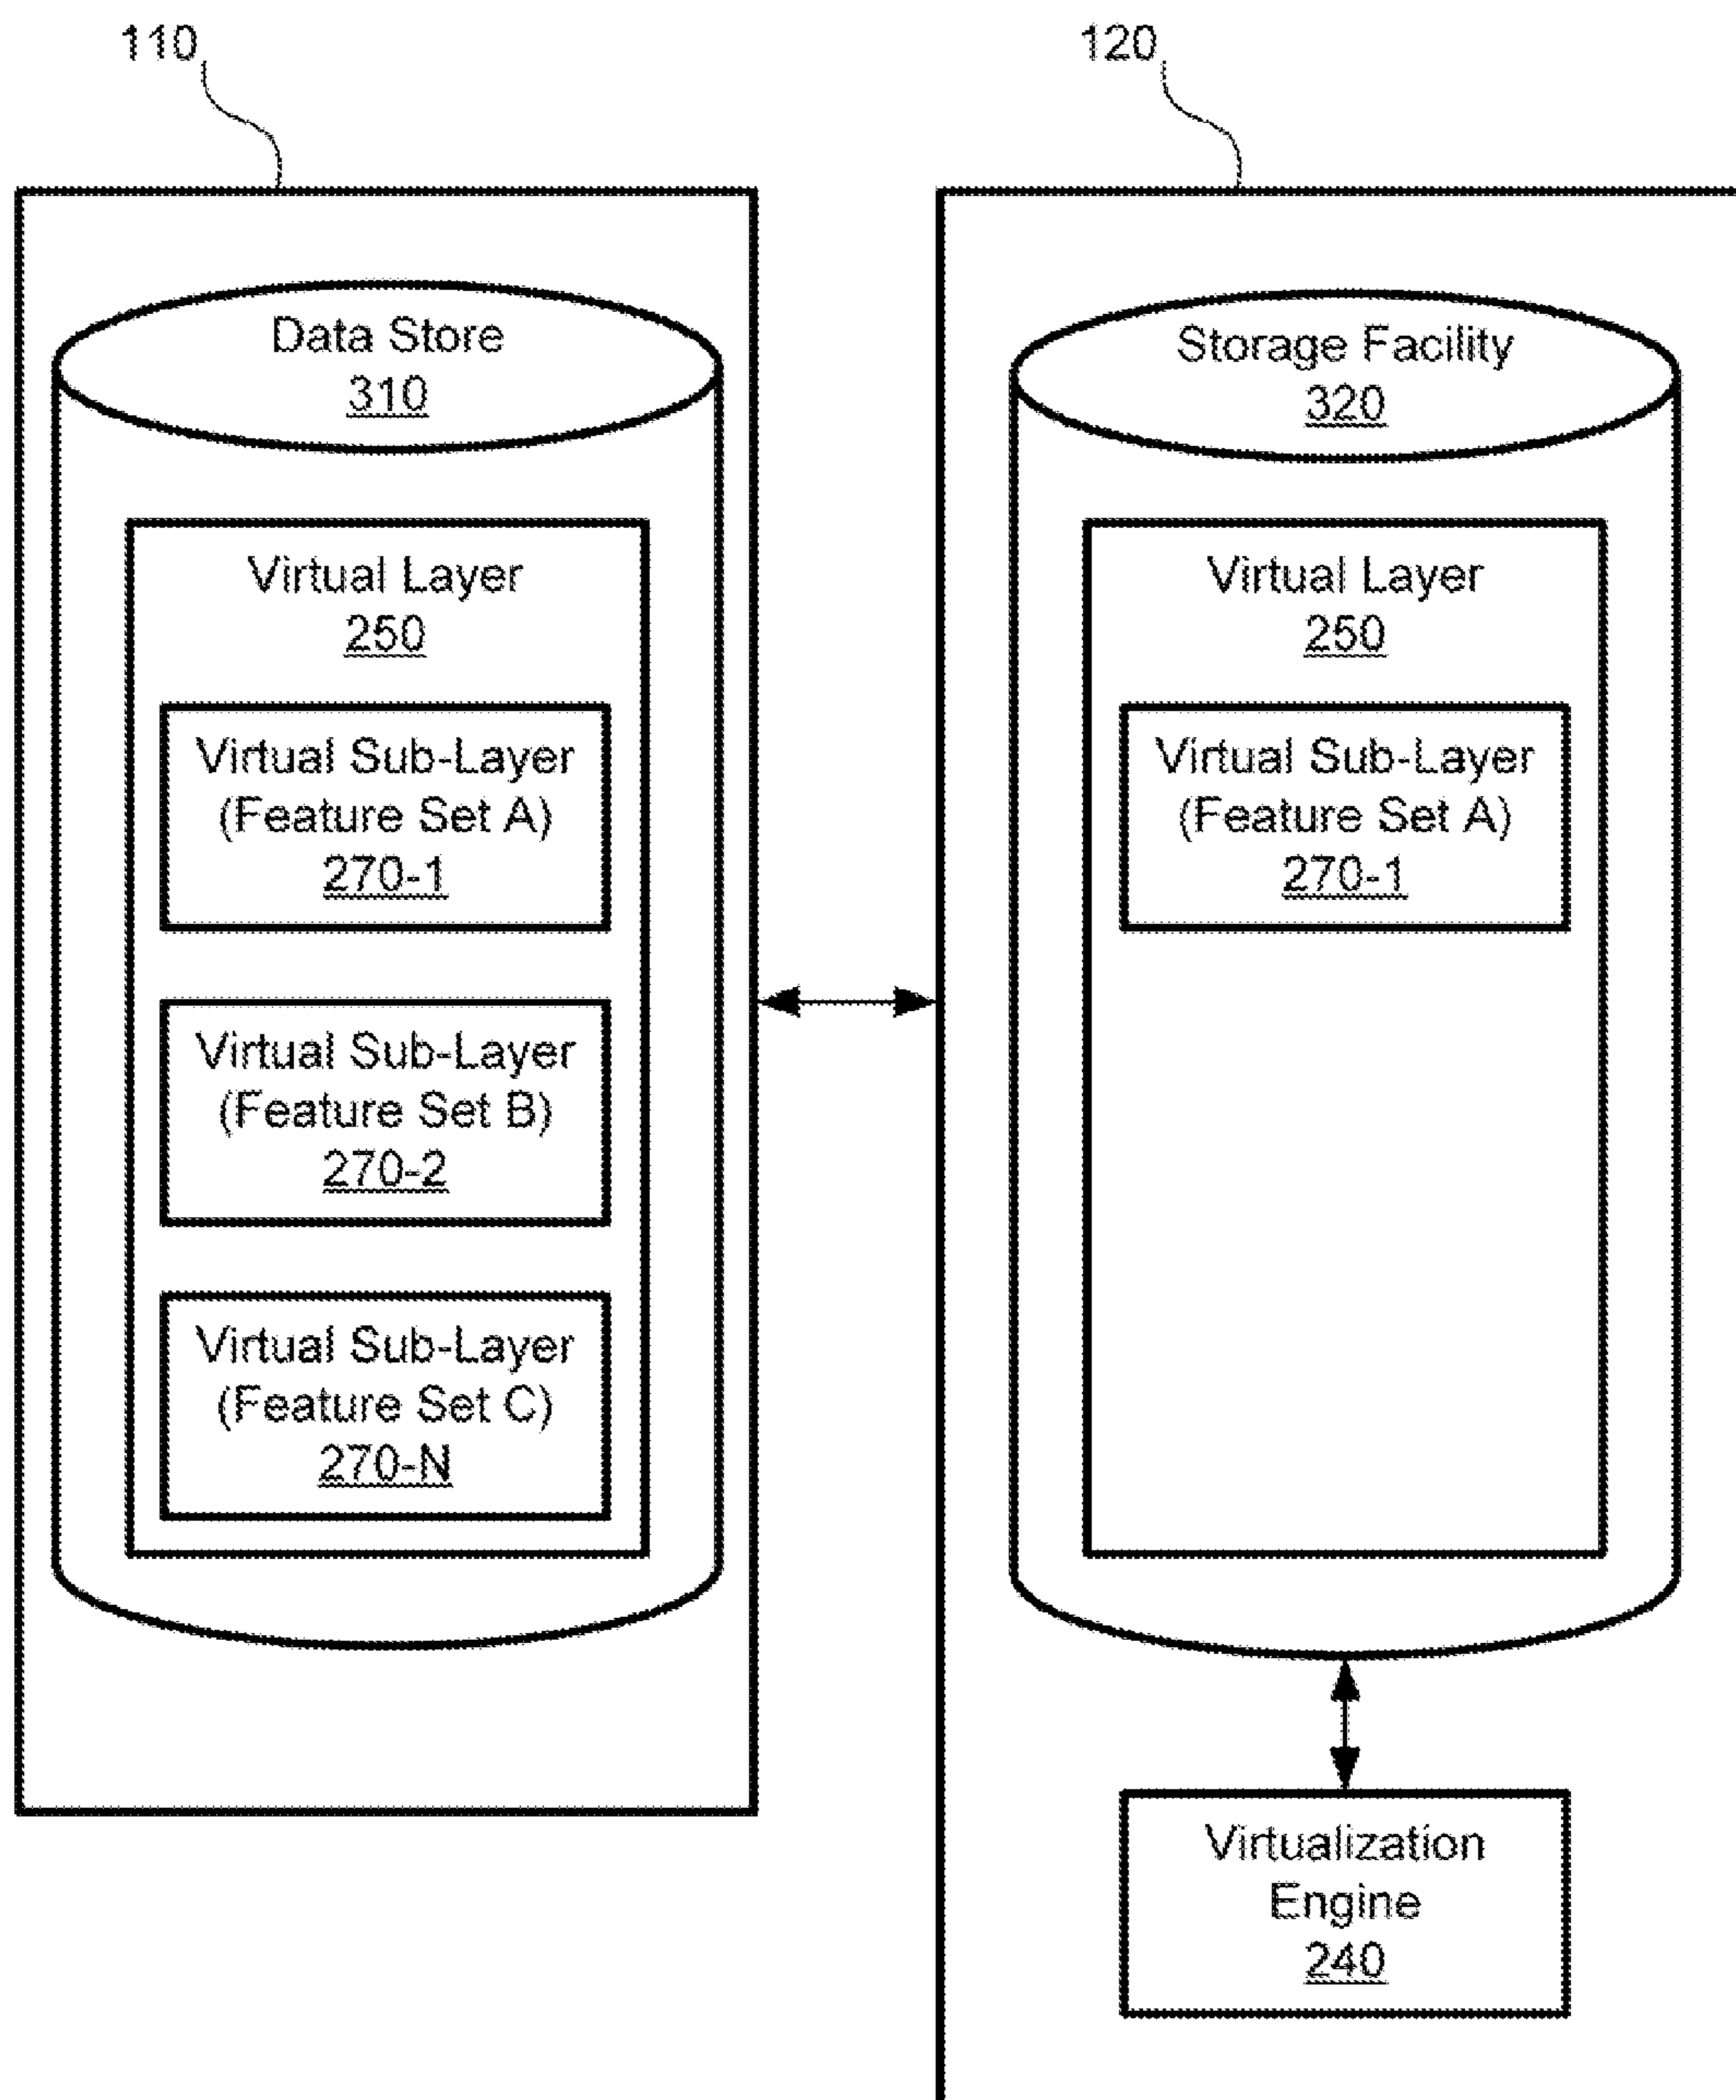 110
Data Store
310
Virtual Layer
250
Virtual Sub-Layer
(Feature Set A)
270-1
Virtual Sub-Layer
(Feature Set B)
270-2
Virtual Sub-Layer
(Feature Set C)
270-N
120
Storage Facility
320
Virtual Layer
250
Virtual Sub-Layer
(Feature Set A)
270-1
Virtualization
Engine
240